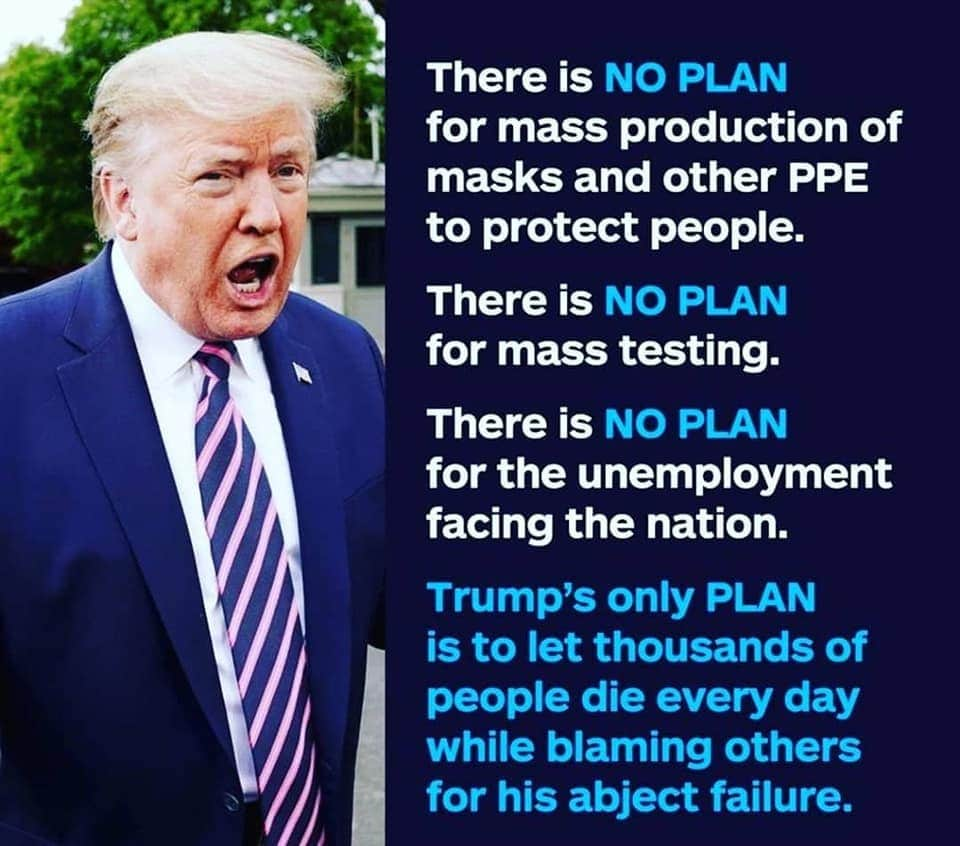 There is NO PLAN
for mass production of
masks and other PPE
to protect people.
There is NO PLAN
for mass testing.
There is NO PLAN
for the unemployment
facing the nation.
Trump's only PLAN
is to let thousands of
people die every day
while blaming others
for his abject failure.